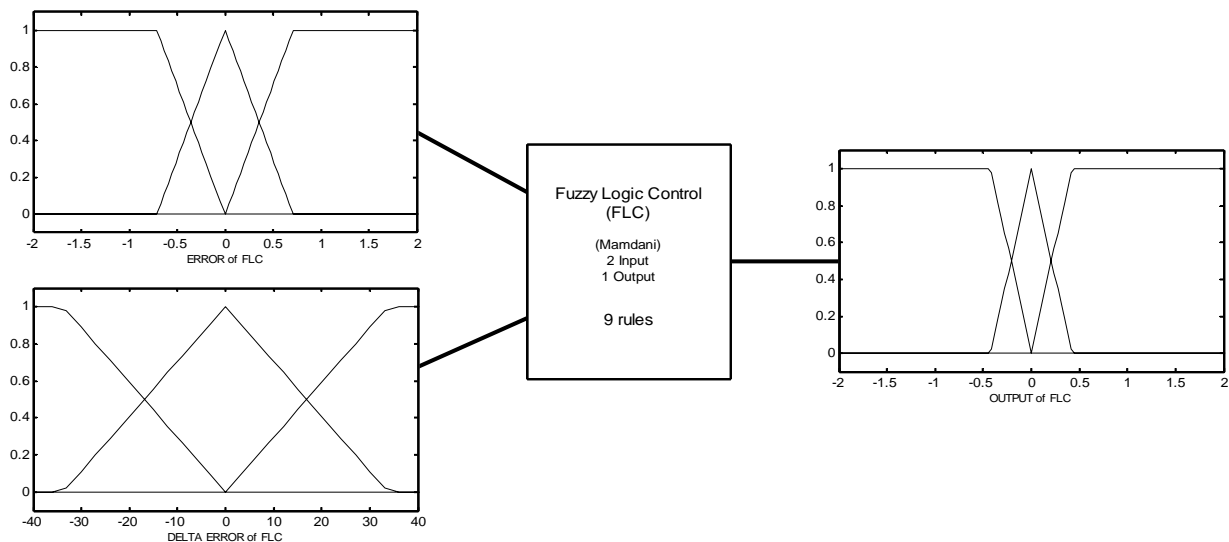 1
0.8
0.6
0.4
0.2
0
-2 -1.5 -1 -0.5 0 0.5 1 1.5 2
ERROR of FLC
1
0.8
0.6
0.4
0.2
0
-40 -30 -20 -10 0 10 20 30 40
DELTA ERROR of FLC
Fuzzy Logic Control
(FLC)
(Mamdani)
2 Input
1 Output
9 rules
1
0.8
0.6
0.4
0.2
0
-2 -1.5 -1 -0.5 0 0.5 1 1.5 2
OUTPUT of FLC